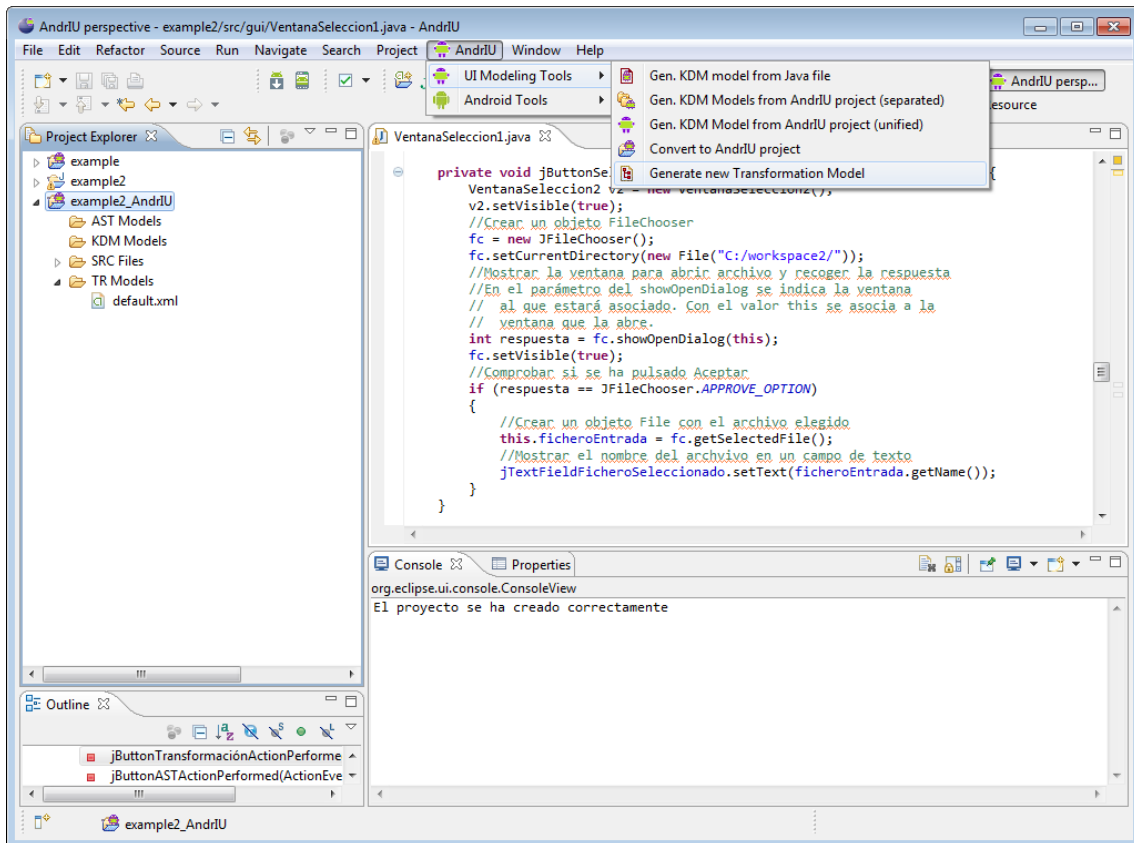 AndrIU perspective - example2/src/gui/VentanaSeleccion1.java - AndrIU
File Edit Refactor Source Run Navigate Search Project AndrIU Window Help
UI Modeling Tools
Android Tools
Gen. KDM model from Java file
Gen. KDM Models from AndrIU project (separated)
Gen. KDM Model from AndrIU project (unified)
Convert to AndrIU project
Generate new Transformation Model
AndrIU persp...
esource
Project Explorer
example
example2
example2_AndrIU
AST Models
KDM Models
SRC Files
TR Models
default.xml
VentanaSeleccion1.java
private void jButtonSe {
VentanaSeleccion2 v2 = new VentanaSeleccion2();
v2.setVisible(true);
//Crear un objeto FileChooser
fc = new JFileChooser();
fc.setCurrentDirectory(new File("C:/workspace2/"));
//Mostrar la ventana para abrir archivo y recoger la respuesta
//En el parámetro del showOpenDialog se indica la ventana
//  al que estará asociado. Con el valor this se asocia a la
//  ventana que la abre.
int respuesta = fc.showOpenDialog(this);
fc.setVisible(true);
//Comprobar si se ha pulsado Aceptar
if (respuesta == JFileChooser.APPROVE_OPTION)
{
//Crear un objeto File con el archivo elegido
this.ficheroEntrada = fc.getSelectedFile();
//Mostrar el nombre del archvivo en un campo de texto
jTextFieldFicheroSeleccionado.setText(ficheroEntrada.getName());
}
}
Console Properties
org.eclipse.ui.console.ConsoleView
El proyecto se ha creado correctamente
Outline
jButtonTransformaciónActionPerforme
jButtonASTActionPerformed(ActionEve
example2_AndrIU